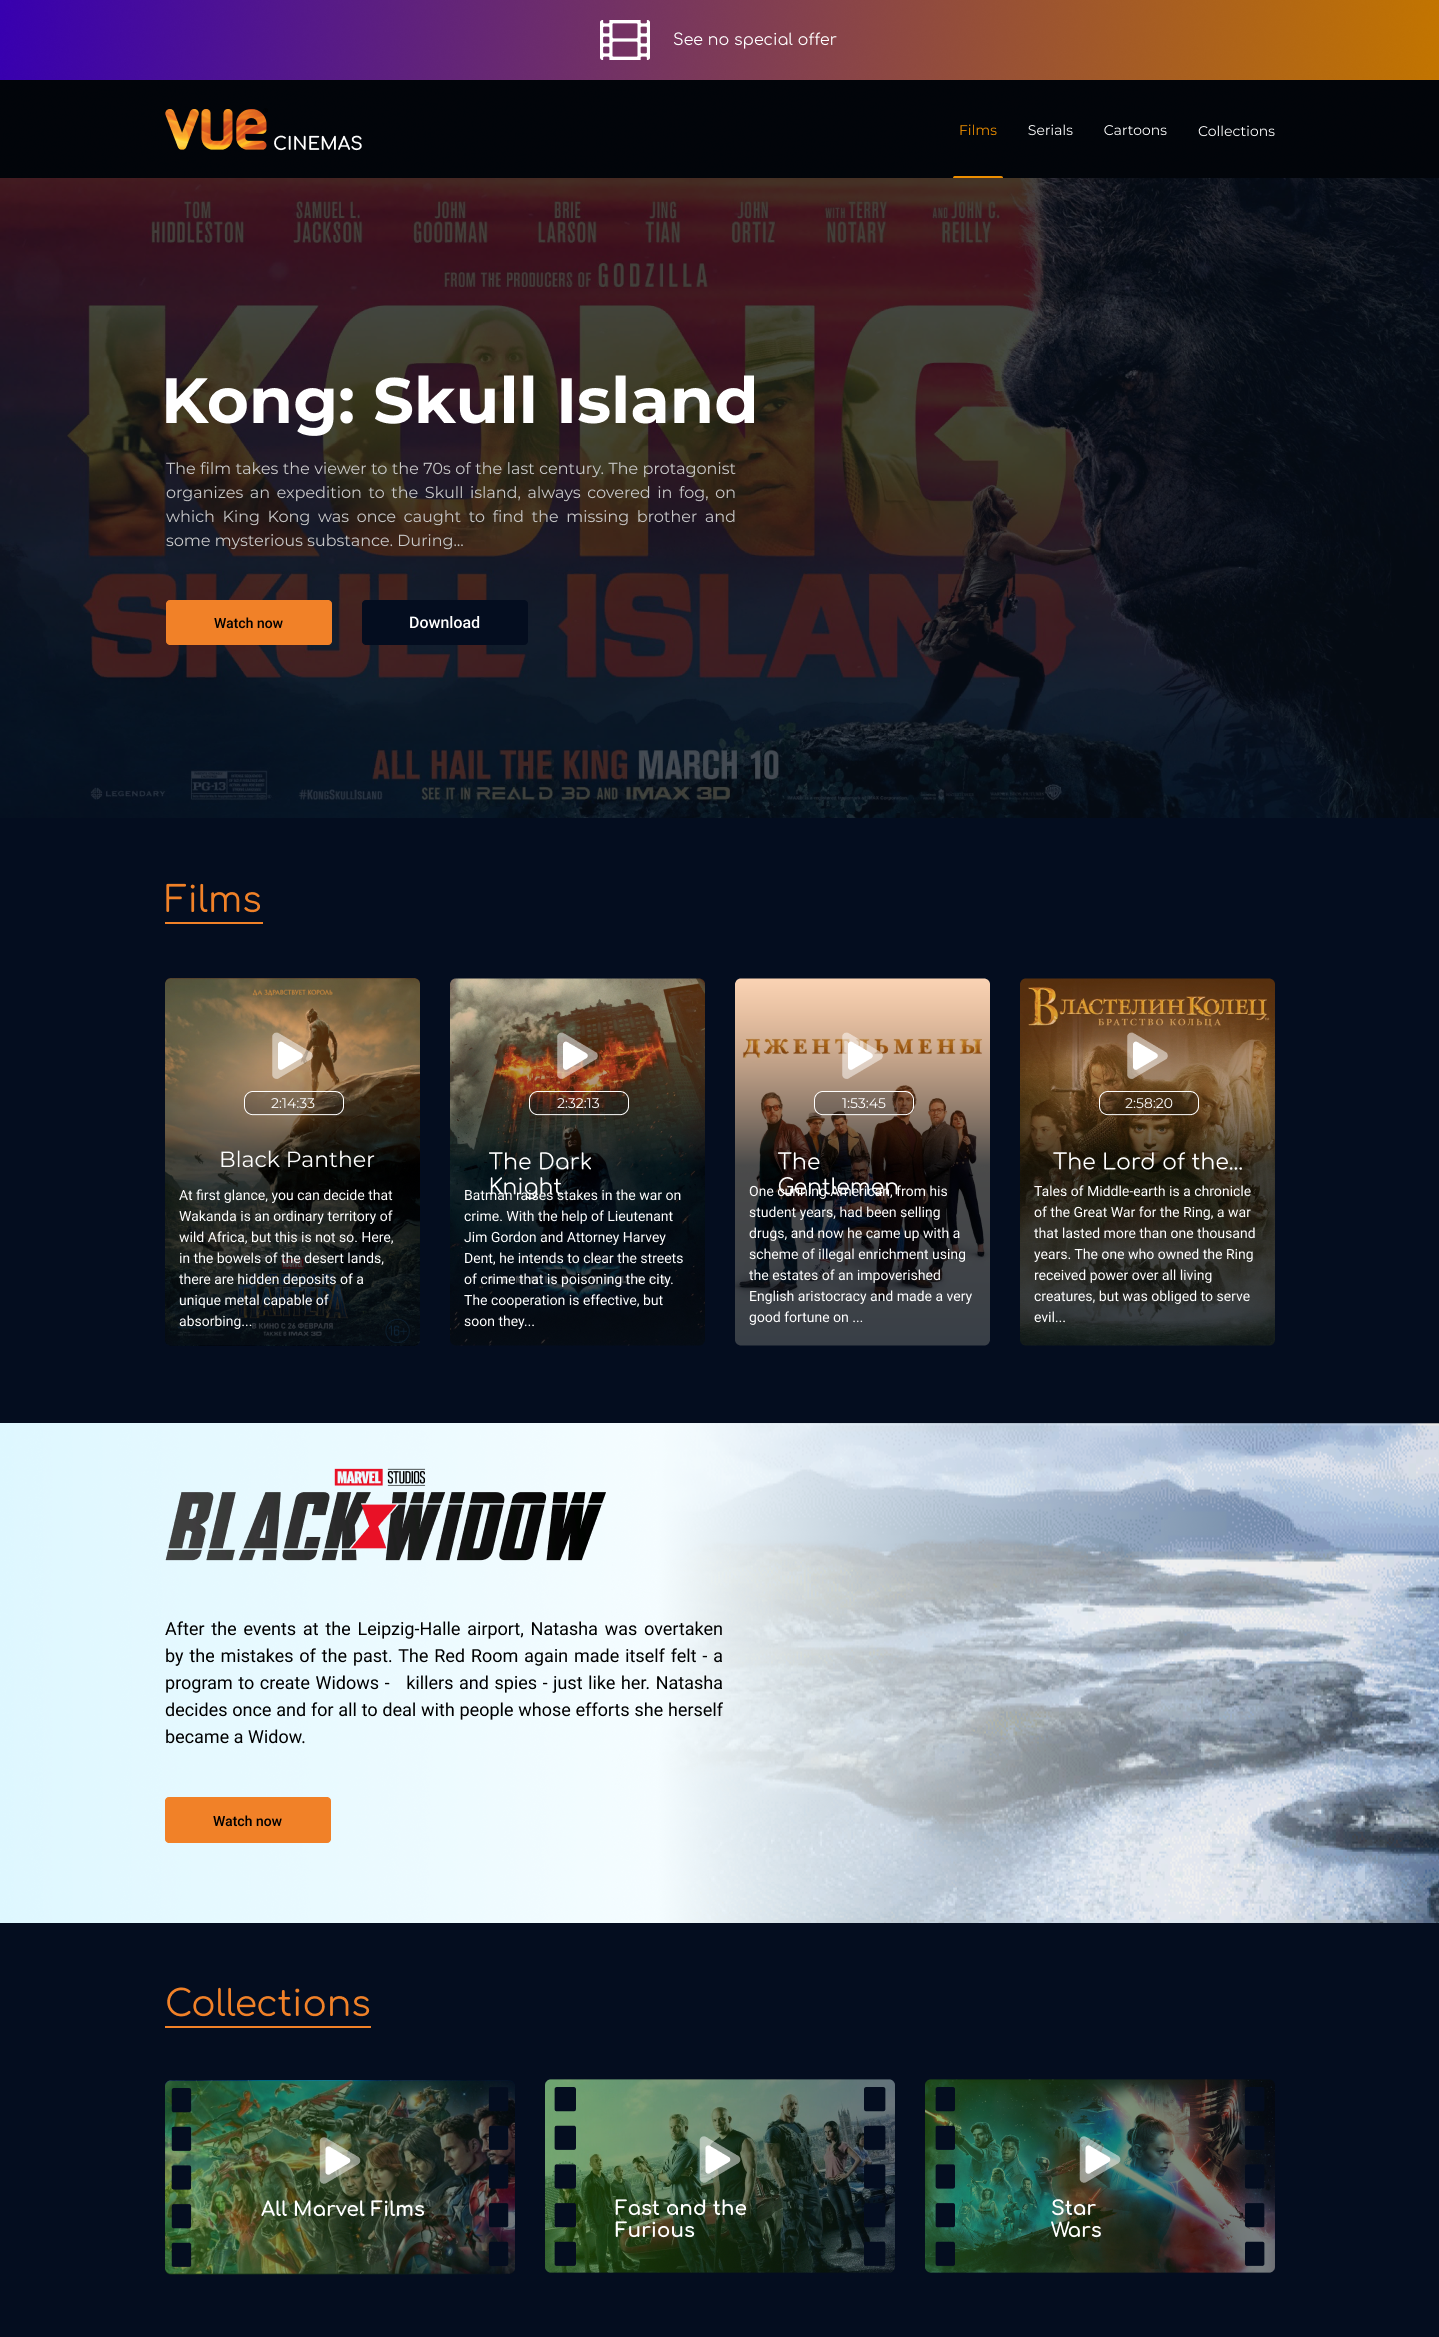 See no special offer
vue CINEMAS
Films
Serials
Cartoons
Collections
TOM HIDDLESTON
SAMUEL L. JACKSON
JOHN GOODMAN
BRIE LARSON
JING TIAN
JOHN ORTIZ
WITH TERRY NOTARY
AND JOHN C. REILLY
FROM THE PRODUCERS OF GODZILLA
KONG
Kong: Skull Island
The film takes the viewer to the 70s of the last century. The protagonist
organizes an expedition to the Skull island, always covered in fog, on
which King Kong was once caught to find the missing brother and
some mysterious substance. During...
SKULL ISLAND
Watch now
Download
ALL HAIL THE KING MARCH 10
LEGENDARY
PG-13
#KONGSKULLISLAND
SEE IT IN REAL D 3D AND IMAX 3D
Films
ДА ЗДРАВСТВУЕТ КОРОЛЬ
2:14:33
Black Panther
At first glance, you can decide that
Wakanda is an ordinary territory of
wild Africa, but this is not so. Here,
in the bowels of the desert lands,
there are hidden deposits of a
unique metal capable of
absorbing...
В КИНО С 26 ФЕВРАЛЯ
ТАКЖЕ В IMAX 3D
16+
2:32:13
The Dark
Knight
Batman raises stakes in the war on
crime. With the help of Lieutenant
Jim Gordon and Attorney Harvey
Dent, he intends to clear the streets
of crime that is poisoning the city.
The cooperation is effective, but
soon they...
ДЖЕНТЛЬМЕНЫ
1:53:45
The
Gentlemen
One cunning American, from his
student years, had been selling
drugs, and now he came up with a
scheme of illegal enrichment using
the estates of an impoverished
English aristocracy and made a very
good fortune on ...
ВЛАСТЕЛИН КОЛЕЦ
БРАТСТВО КОЛЬЦА
2:58:20
The Lord of the...
Tales of Middle-earth is a chronicle
of the Great War for the Ring, a war
that lasted more than one thousand
years. The one who owned the Ring
received power over all living
creatures, but was obliged to serve
evil...
MARVEL STUDIOS
BLACK WIDOW
After the events at the Leipzig-Halle airport, Natasha was overtaken
by the mistakes of the past. The Red Room again made itself felt - a
program to create Widows - killers and spies - just like her. Natasha
decides once and for all to deal with people whose efforts she herself
became a Widow.
Watch now
Collections
All Marvel Films
Fast and the
Furious
Star
Wars